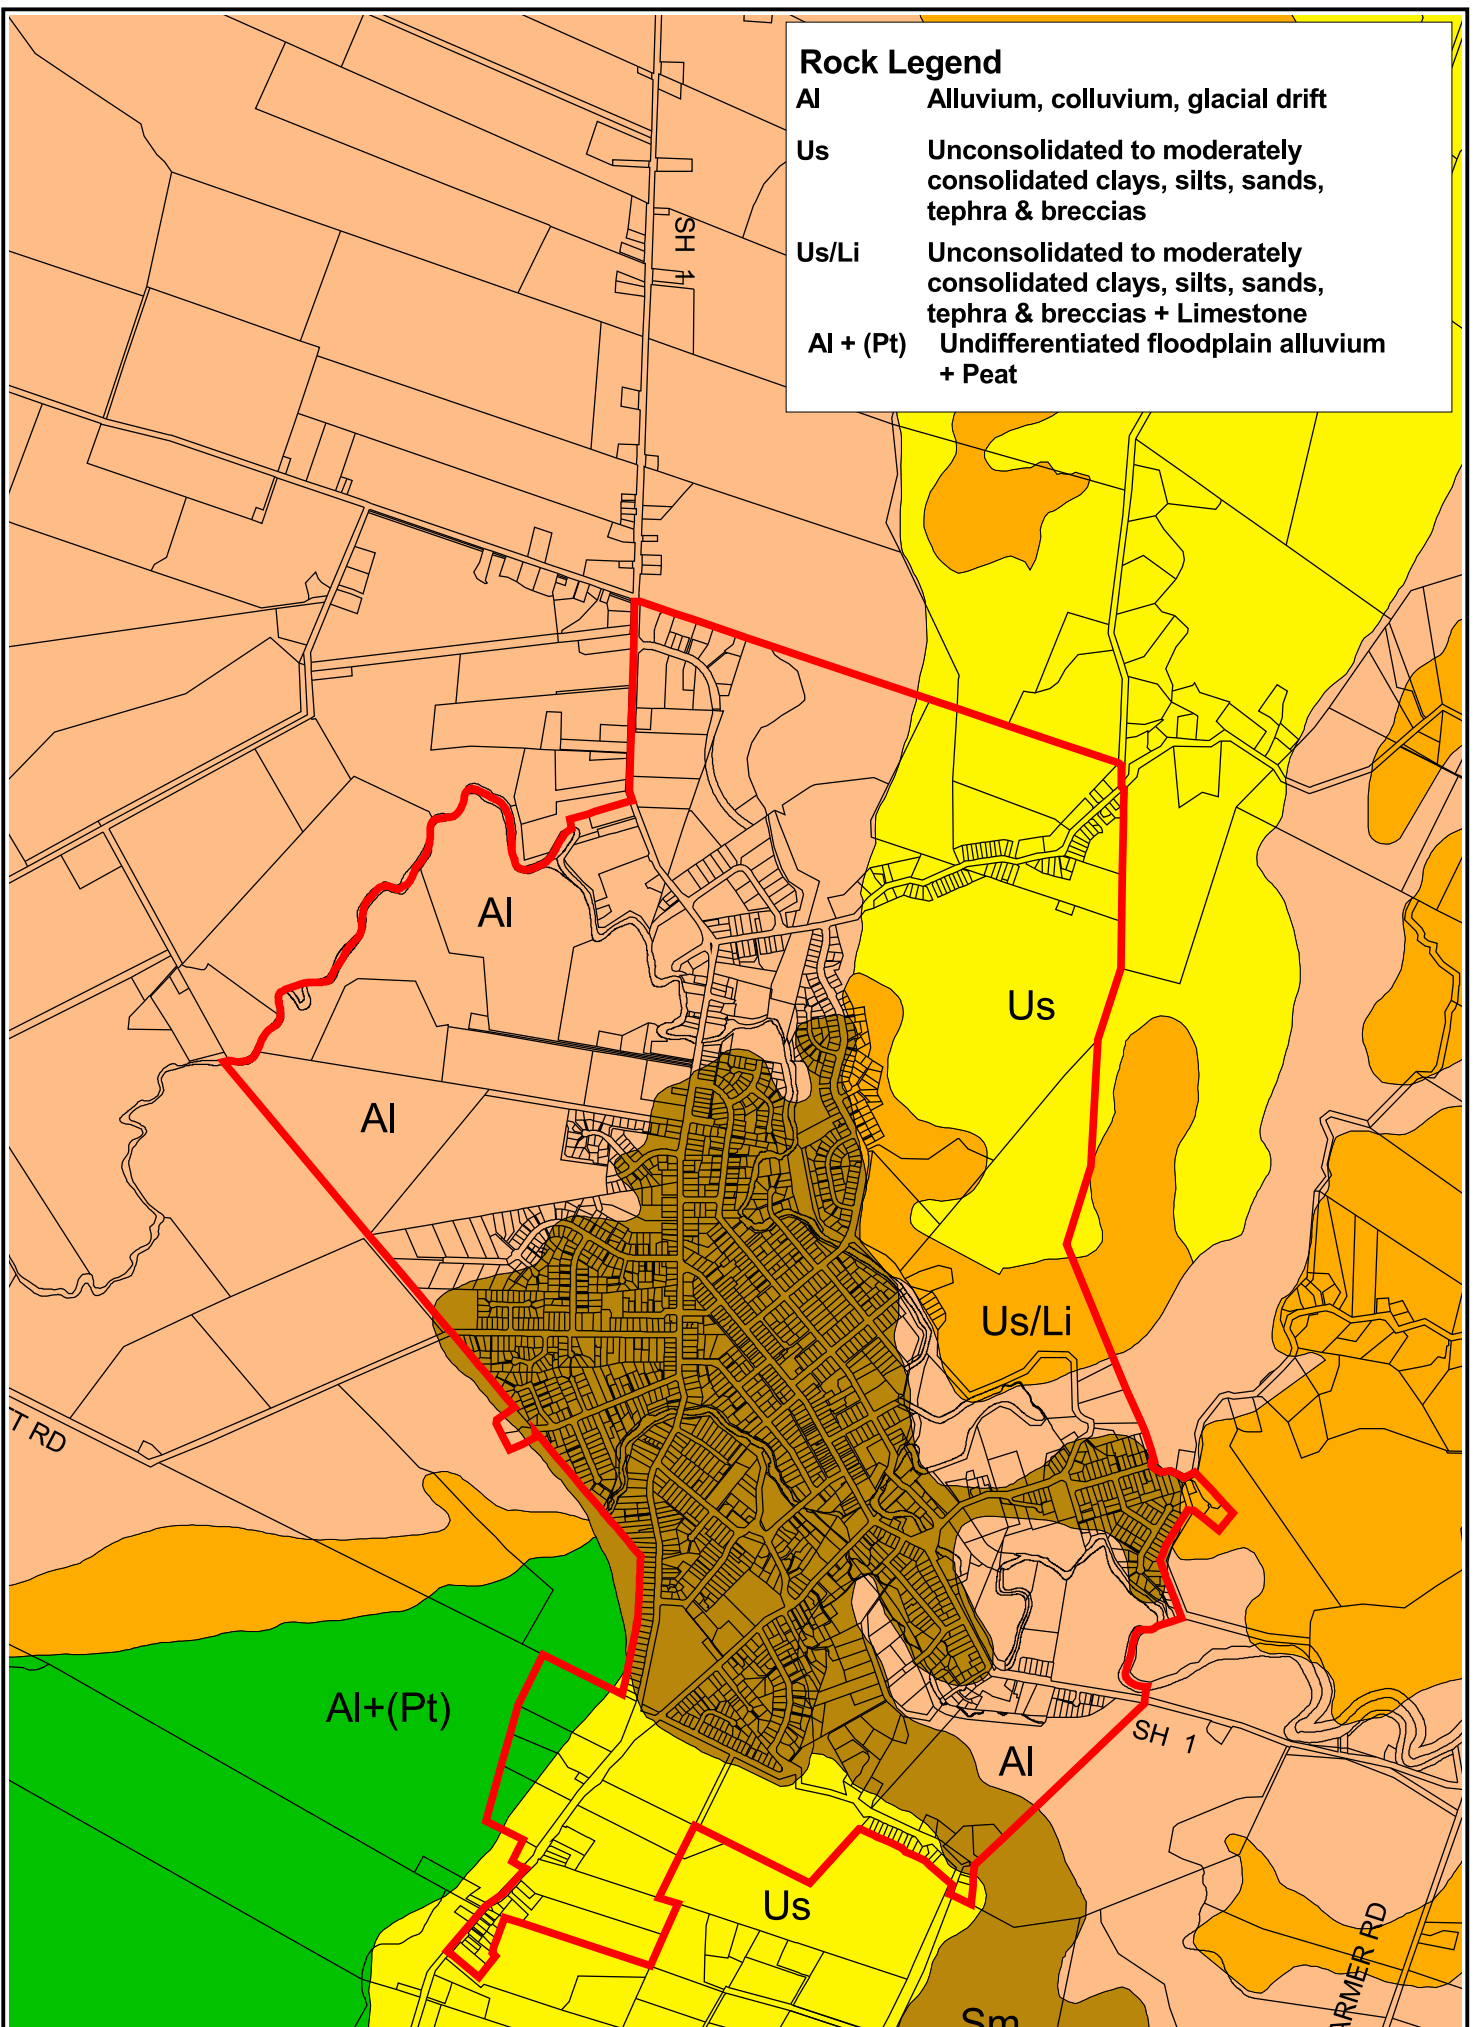 Rock Legend
Al Alluvium, colluvium, glacial drift
Us Unconsolidated to moderately
consolidated clays, silts, sands,
tephra & breccias
Us/Li Unconsolidated to moderately
consolidated clays, silts, sands,
tephra & breccias + Limestone
Al + (Pt) Undifferentiated floodplain alluvium
+ Peat
SH 1
Al
Us
Al
Us/Li
T RD
Al+(Pt)
SH 1
Al
Us
ARMER RD
Sm